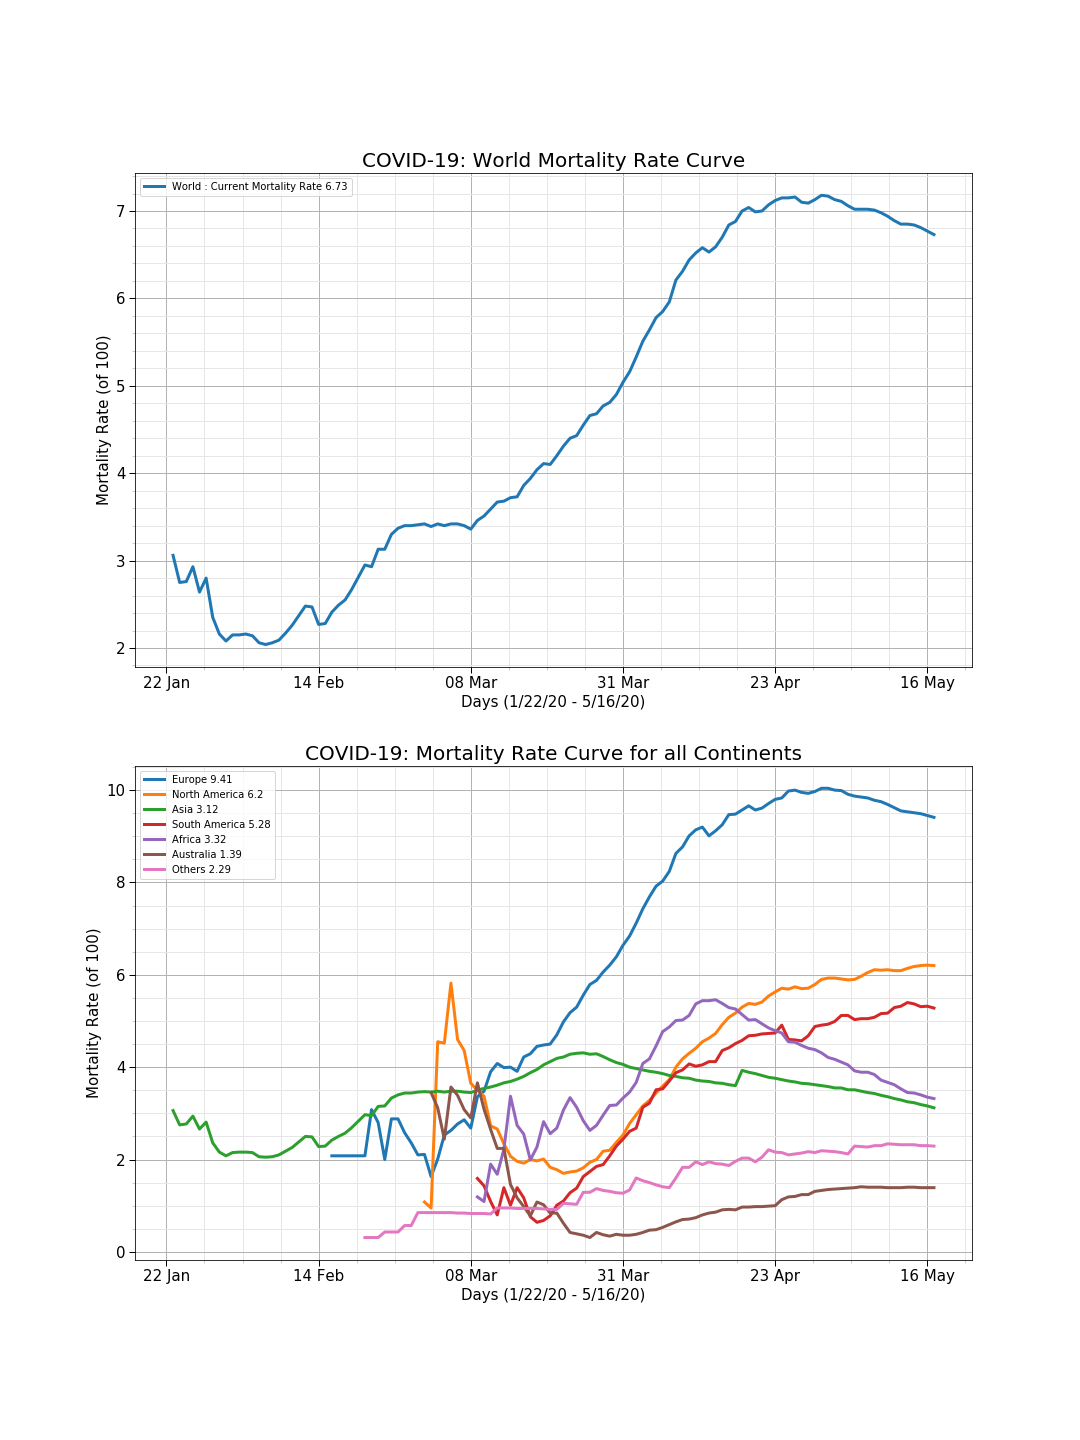 COVID-19: World Mortality Rate Curve
World : Current Mortality Rate 6.73
Mortality Rate (of 100)
7
6
5
4
3
2
22 Jan 14 Feb 08 Mar 31 Mar 23 Apr 16 May
Days (1/22/20 - 5/16/20)
COVID-19: Mortality Rate Curve for all Continents
Europe 9.41
North America 6.2
Asia 3.12
South America 5.28
Africa 3.32
Australia 1.39
Others 2.29
Mortality Rate (of 100)
10
8
6
4
2
0
22 Jan 14 Feb 08 Mar 31 Mar 23 Apr 16 May
Days (1/22/20 - 5/16/20)